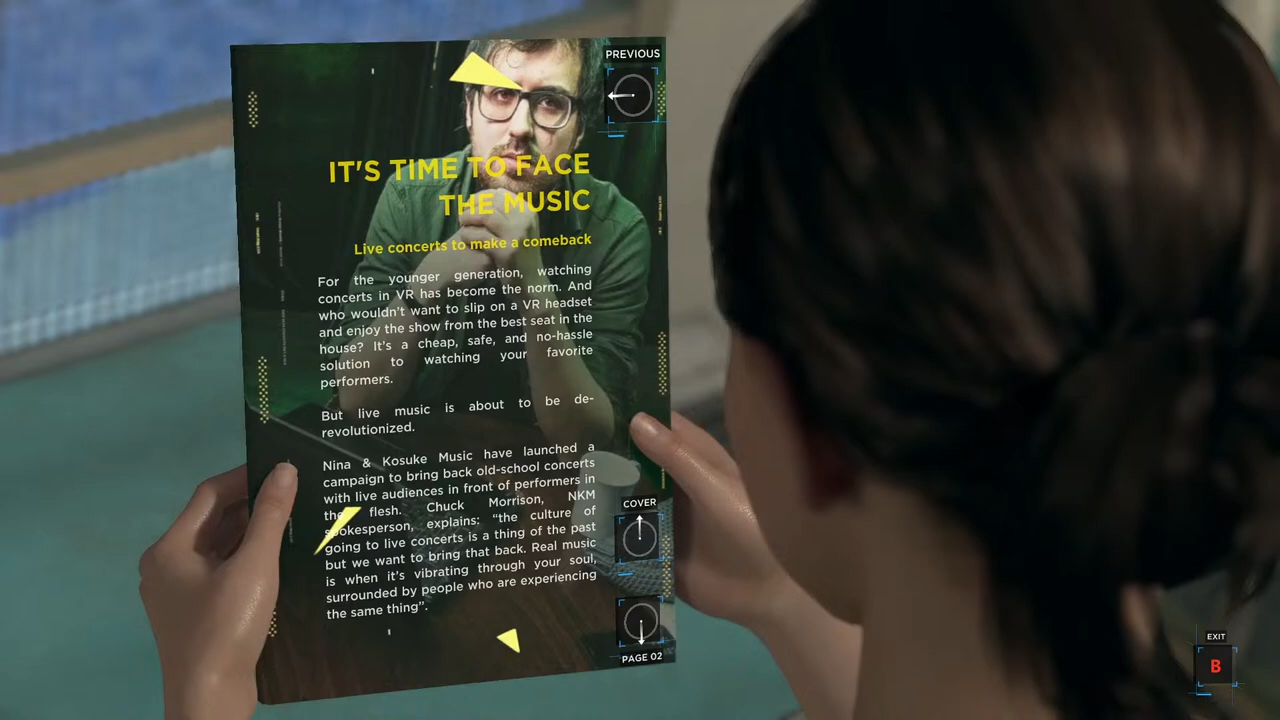 PREVIOUS
IT'S TIME TO FACE
THE MUSIC
Live concerts to make a comeback
For the younger generation, watching
concerts in VR has become the norm. And
who wouldn't want to slip on a VR headset
and enjoy the show from the best seat in the
house? It's a cheap, safe, and no-hassle
solution to watching your favorite
performers.
But live music is about to be de-
revolutionized.
Nina & Kosuke Music have launched a
campaign to bring back old-school concerts
with live audiences in front of performers in
the flesh. Chuck Morrison, NKM
spokesperson, explains: "the culture of
going to live concerts is a thing of the past
but we want to bring that back. Real music
is when it's vibrating through your soul,
surrounded by people who are experiencing
the same thing".
COVER
PAGE 02
EXIT
B